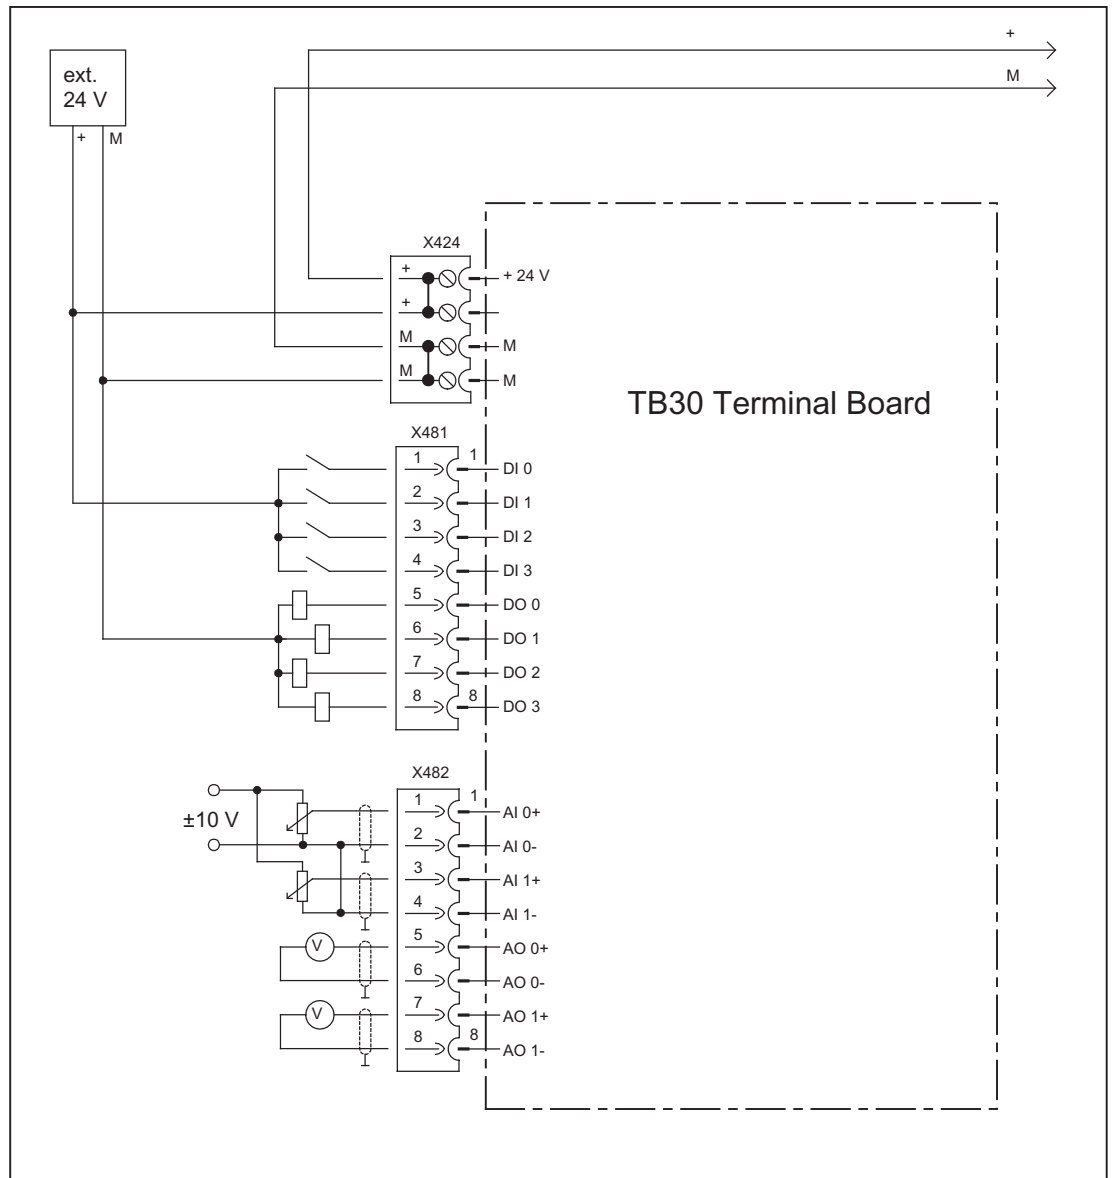 +
M
ext.
24 V
+ M
X424
+ + 24 V
+
M M
M M
TB30 Terminal Board
X481
1 1 DI 0
2 DI 1
3 DI 2
4 DI 3
5 DO 0
6 DO 1
7 DO 2
8 8 DO 3
X482
1 1 AI 0+
±10 V
2 AI 0-
3 AI 1+
4 AI 1-
V 5 AO 0+
6 AO 0-
V 7 AO 1+
8 8 AO 1-